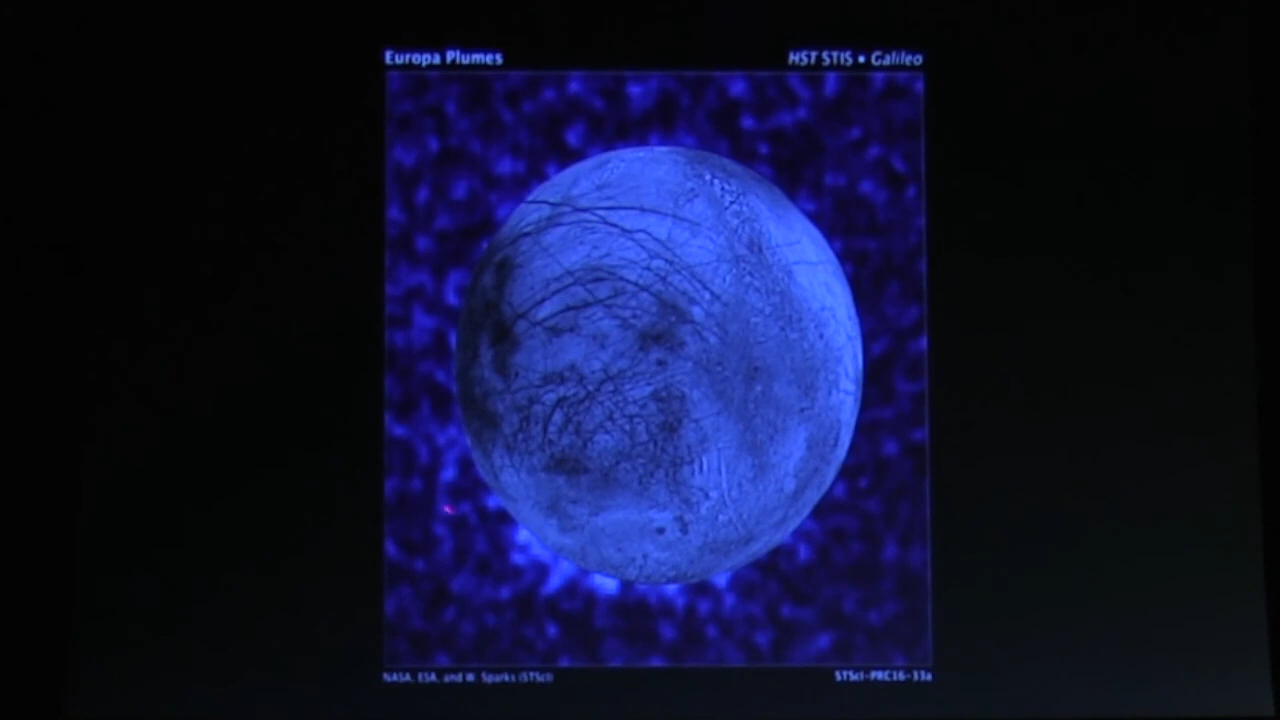 Europa Plumes
HST STIS ▪ Galileo
NASA, ESA, and W. Sparks (STScI)
STScI-PRC16-33a